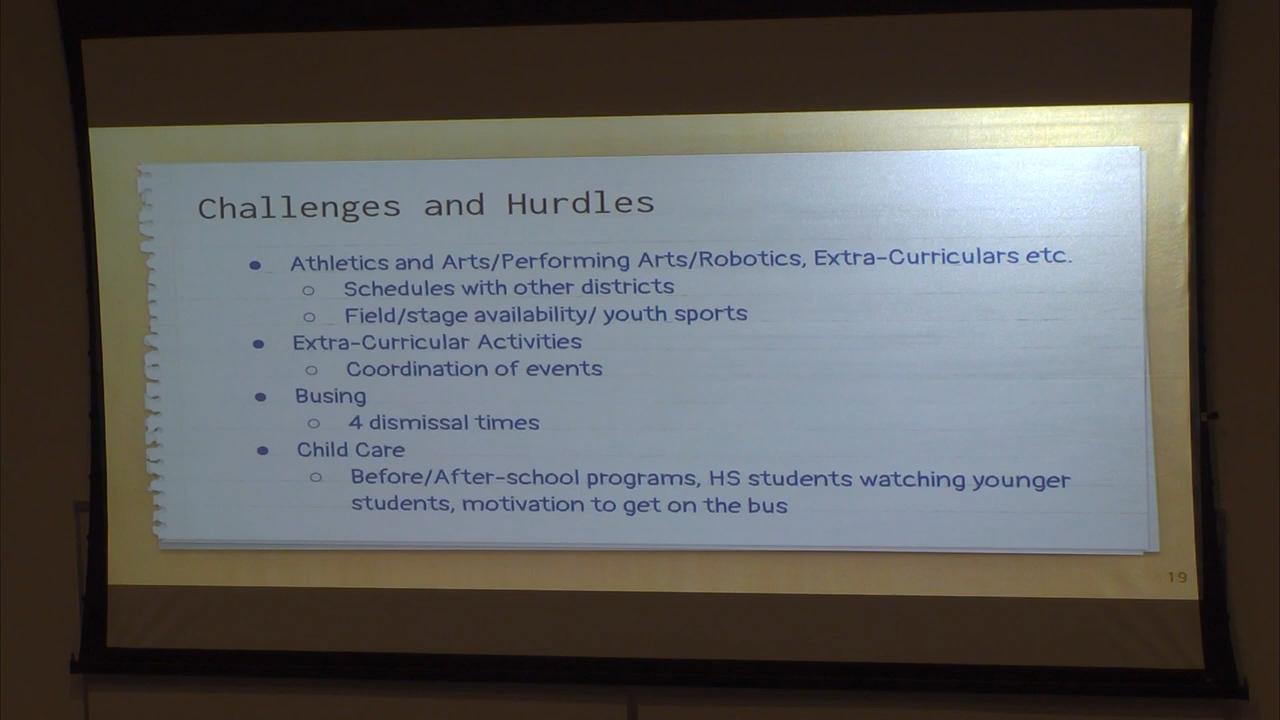 Challenges and Hurdles
● Athletics and Arts/Performing Arts/Robotics, Extra-Curriculars etc.
○ Schedules with other districts
○ Field/stage availability/ youth sports
● Extra-Curricular Activities
○ Coordination of events
● Busing
○ 4 dismissal times
● Child Care
○ Before/After-school programs, HS students watching younger
students, motivation to get on the bus
19